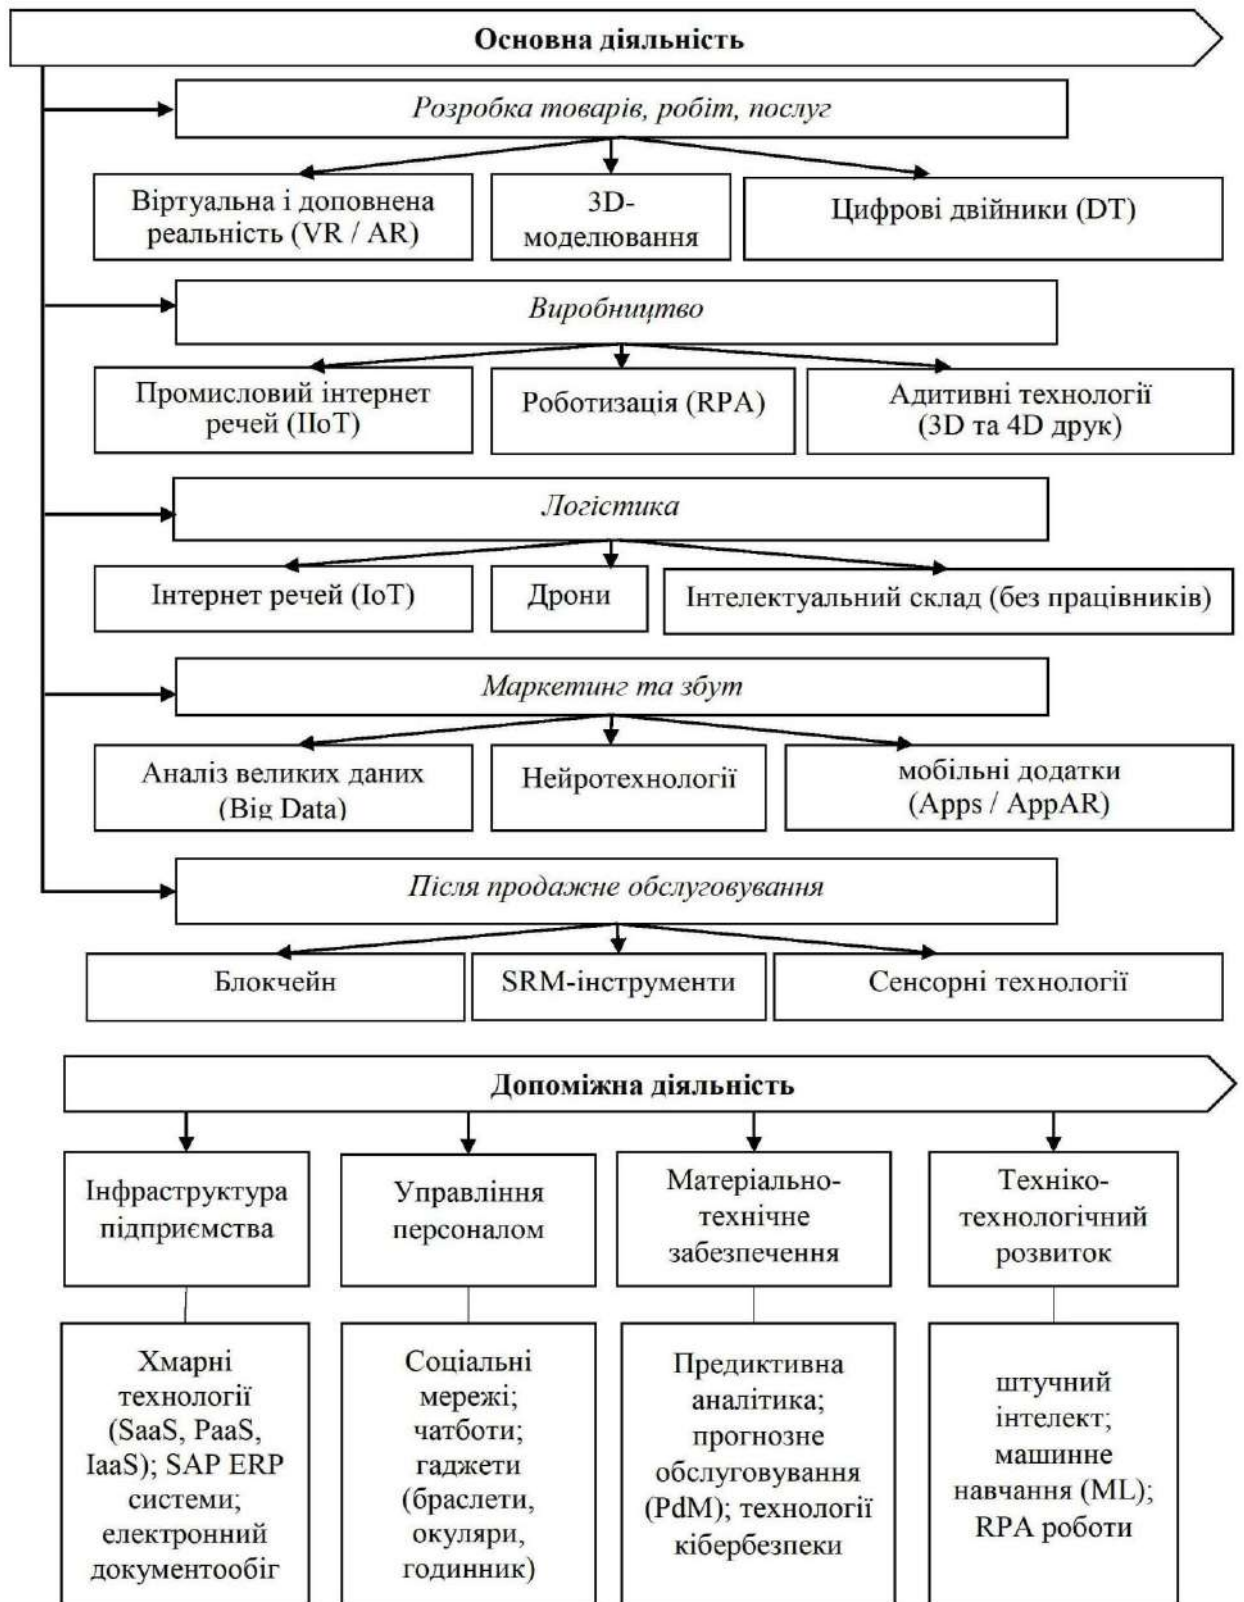 Основна діяльність
Розробка товарів, робіт, послуг
Віртуальна і доповнена
реальність (VR / AR)
3D-
моделювання
Цифрові двійники (DT)
Виробництво
Промисловий інтернет
речей (IIoT)
Роботизація (RPA)
Адитивні технології
(3D та 4D друк)
Логістика
Інтернет речей (IoT)
Дрони
Інтелектуальний склад (без працівників)
Маркетинг та збут
Аналіз великих даних
(Big Data)
Нейротехнології
мобільні додатки
(Apps / AppAR)
Після продажне обслуговування
Блокчейн
SRM-інструменти
Сенсорні технології
Допоміжна діяльність
Інфраструктура
підприємства
Управління
персоналом
Матеріально-
технічне
забезпечення
Техніко-
технологічний
розвиток
Хмарні
технології
(SaaS, PaaS,
IaaS); SAP ERP
системи;
електронний
документообіг
Соціальні
мережі;
чатботи;
гаджети
(браслети,
окуляри,
годинник)
Предиктивна
аналітика;
прогнозне
обслуговування
(PdM); технології
кібербезпеки
штучний
інтелект;
машинне
навчання (ML);
RPA роботи